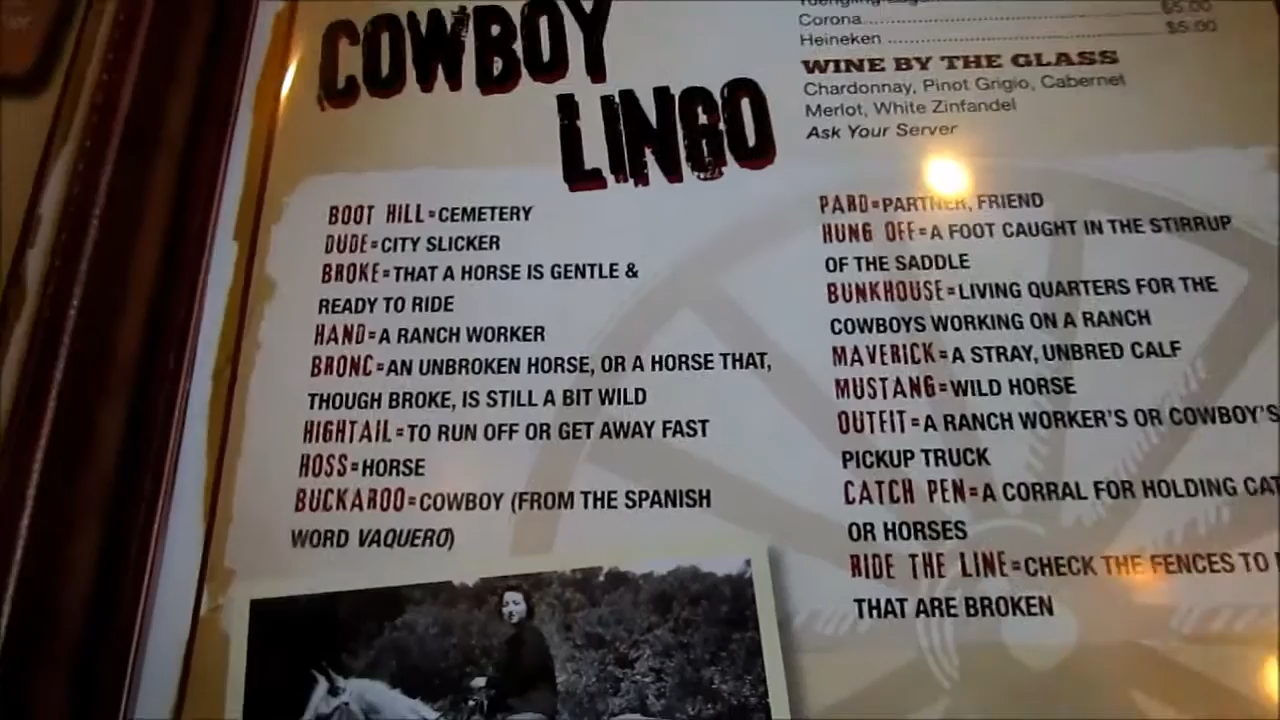 COWBOY
LINGO
BOOT HILL=CEMETERY
DUDE=CITY SLICKER
BROKE=THAT A HORSE IS GENTLE &
READY TO RIDE
HAND=A RANCH WORKER
BRONC=AN UNBROKEN HORSE, OR A HORSE THAT,
THOUGH BROKE, IS STILL A BIT WILD
HIGHTAIL=TO RUN OFF OR GET AWAY FAST
HOSS=HORSE
BUCKAROO=COWBOY (FROM THE SPANISH
WORD VAQUERO)
$5.00
Corona
Heineken $5.00
WINE BY THE GLASS
Chardonnay, Pinot Grigio, Cabernet
Merlot, White Zinfandel
Ask Your Server
PARD=PARTNER, FRIEND
HUNG OFF=A FOOT CAUGHT IN THE STIRRUP
OF THE SADDLE
BUNKHOUSE=LIVING QUARTERS FOR THE
COWBOYS WORKING ON A RANCH
MAVERICK=A STRAY, UNBRED CALF
MUSTANG=WILD HORSE
OUTFIT=A RANCH WORKER'S OR COWBOY'S
PICKUP TRUCK
CATCH PEN=A CORRAL FOR HOLDING
OR HORSES
RIDE THE LINE=CHECK THE FENCES TO
THAT ARE BROKEN